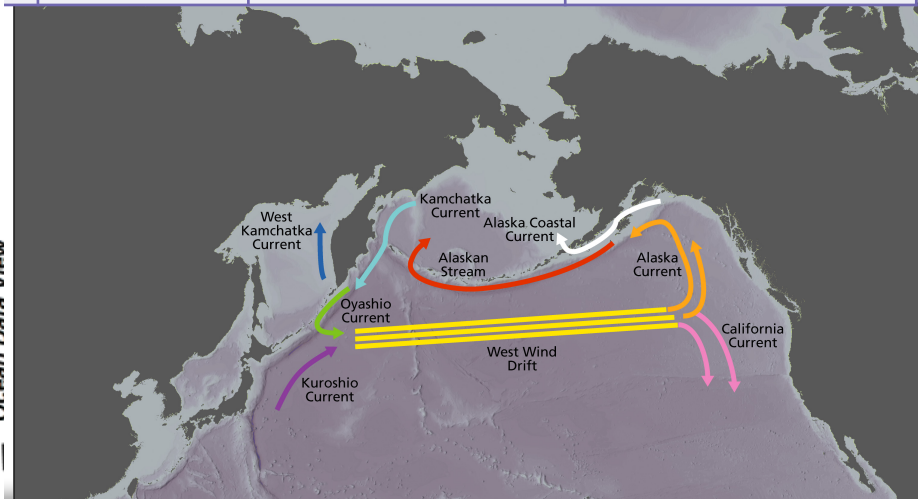 Kamchatka
Current
West
Kamchatka
Current
Alaska Coastal
Current
Alaskan
Stream
Alaska
Current
Oyashio
Current
California
Current
West Wind
Drift
Kuroshio
Current